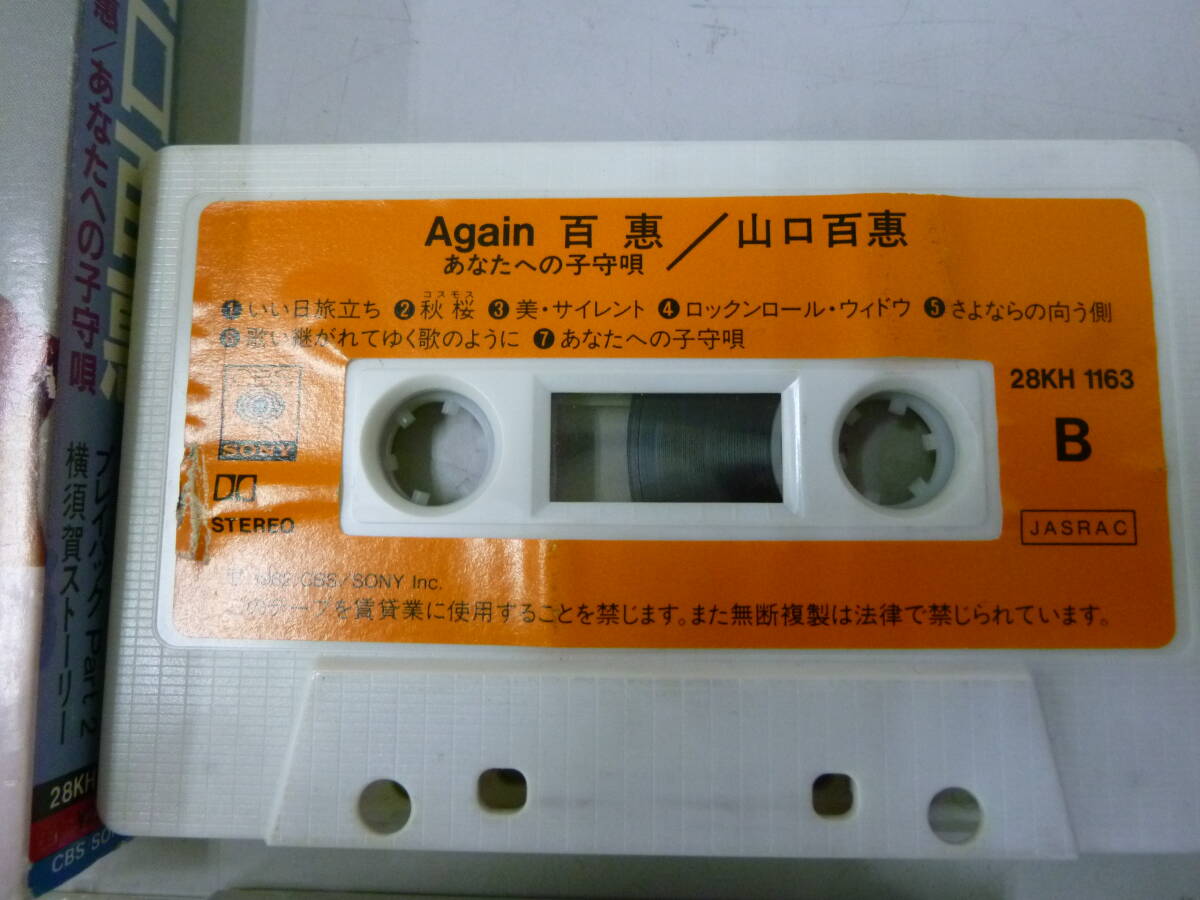 Again 百惠／山口百惠
あなたへの子守唄
コスモス
❶いい日旅立ち ❷秋桜 ❸美・サイレント ❹ロックンロール・ウィドウ ❺さよならの向う側
❻歌い継がれてゆく歌のように ❼あなたへの子守唄
28KH 1163
B
SONY
STEREO
JASRAC
1982 CBS/SONY Inc.
このテープを賃貸業に使用することを禁じます。また無断複製は法律で禁じられています。
惠／あなたへの子守唄
プレイバック Part 2
横須賀ストーリー
28KH
CBS SO